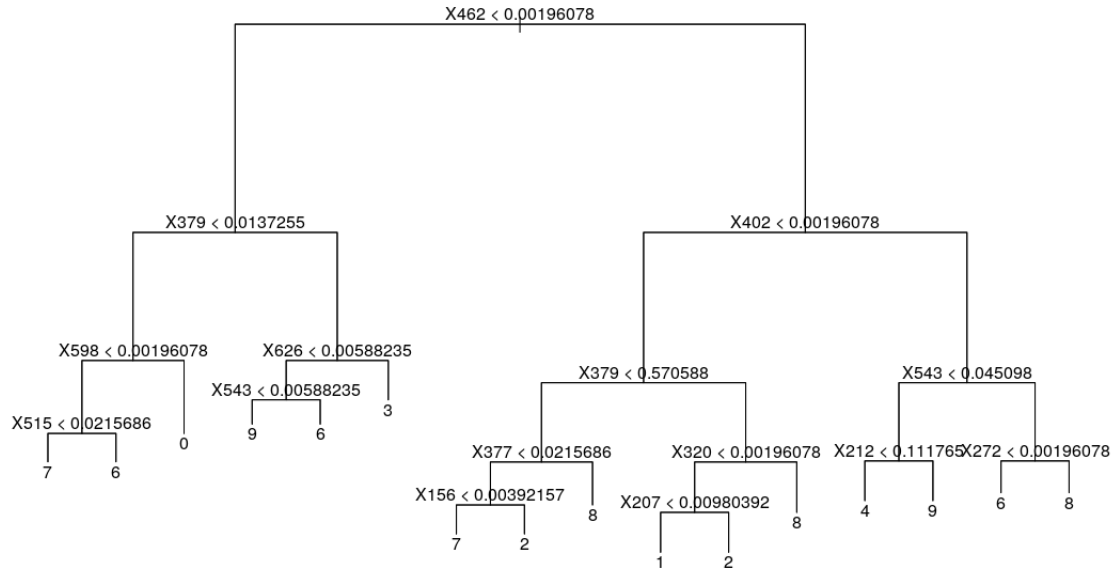 X462 < 0.00196078
X379 < 0.0137255
X402 < 0.00196078
X598 < 0.00196078
X626 < 0.00588235
X379 < 0.570588
X543 < 0.045098
X543 < 0.00588235
3
X515 < 0.0215686
0
9
6
7
6
X377 < 0.0215686
X320 < 0.00196078
X212 < 0.111765
X272 < 0.00196078
X156 < 0.00392157
8
X207 < 0.00980392
8
4
9
6
8
7
2
1
2